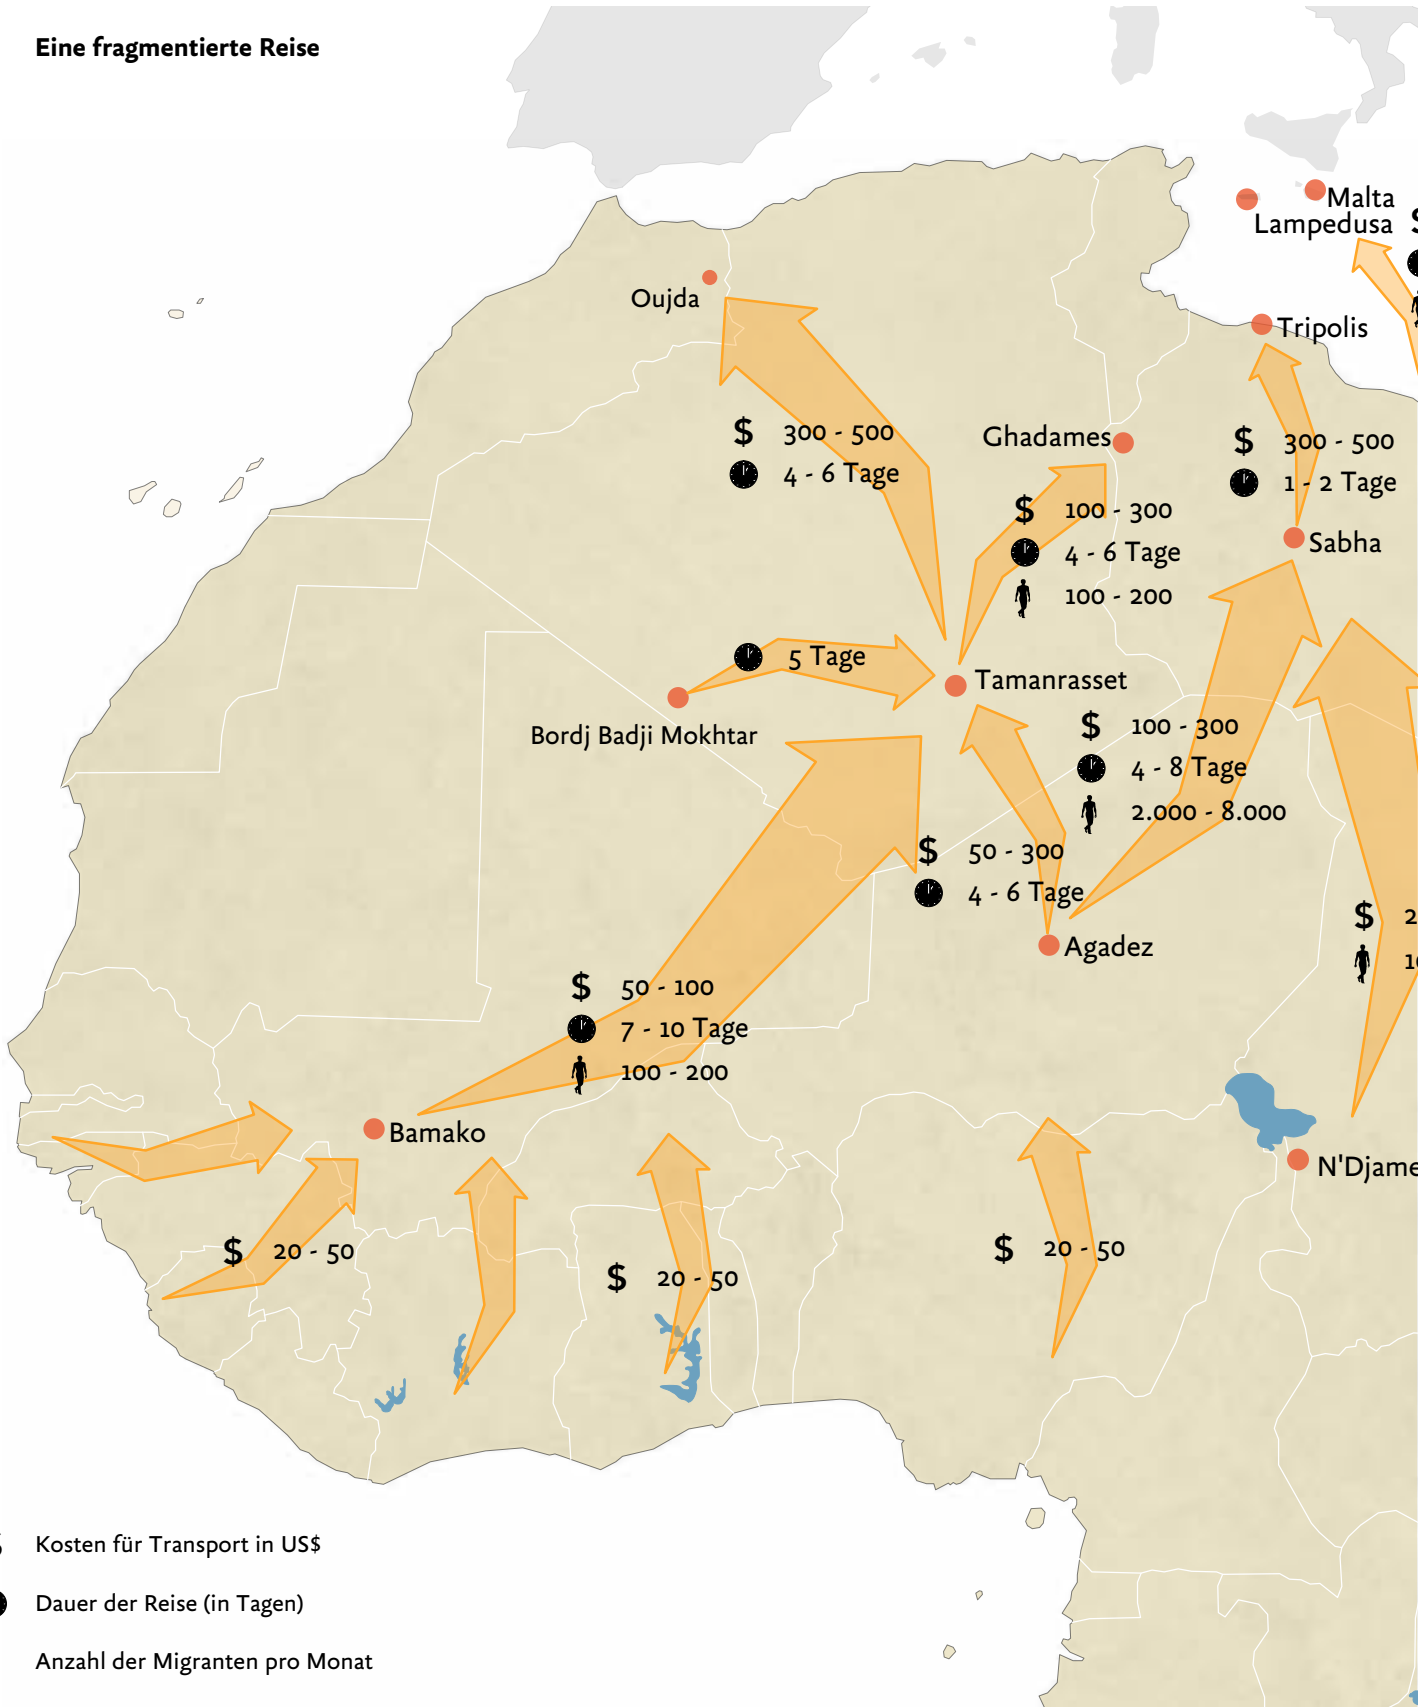 Eine fragmentierte Reise
Malta
Lampedusa
Oujda
Tripolis
$ 300 - 500
4 - 6 Tage
Ghadames
$ 300 - 500
1 - 2 Tage
$ 100 - 300
4 - 6 Tage
100 - 200
Sabha
5 Tage
Tamanrasset
Bordj Badji Mokhtar
$ 100 - 300
4 - 8 Tage
2.000 - 8.000
$ 50 - 300
4 - 6 Tage
$
Agadez
$ 50 - 100
7 - 10 Tage
100 - 200
Bamako
N'Djame
$ 20 - 50
$ 20 - 50
$ 20 - 50
Kosten für Transport in US$
Dauer der Reise (in Tagen)
Anzahl der Migranten pro Monat